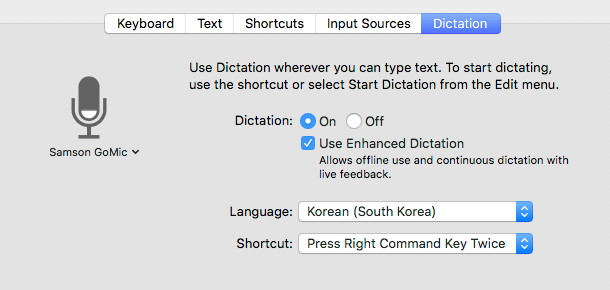 Keyboard Text Shortcuts Input Sources Dictation
Use Dictation wherever you can type text. To start dictating,
use the shortcut or select Start Dictation from the Edit menu.
Samson GoMic
Dictation: On Off
Use Enhanced Dictation
Allows offline use and continuous dictation with
live feedback.
Language: Korean (South Korea)
Shortcut: Press Right Command Key Twice